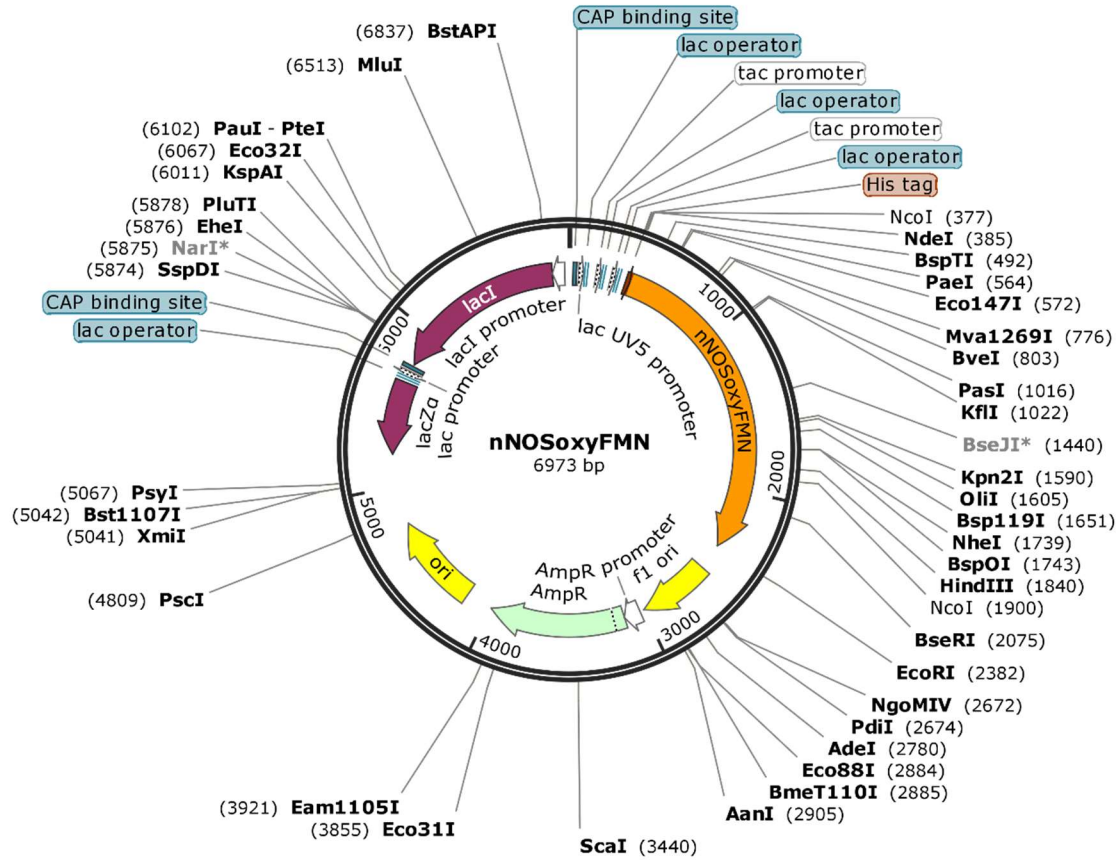 (6837) BstAPI
(6513) MluI
(6102) PauI - PteI
(6067) Eco32I
(6011) KspAI
(5878) PluTI
(5876) EheI
(5875) NarI*
(5874) SspDI
CAP binding site
lac operator
(5067) PsyI
(5042) Bst1107I
(5041) XmiI
(4809) PscI
(3921) Eam1105I
(3855) Eco31I
ScaI (3440)
CAP binding site
lac operator
tac promoter
lac operator
tac promoter
lac operator
His tag
NcoI (377)
NdeI (385)
BspTI (492)
PaeI (564)
Eco147I (572)
Mva1269I (776)
BveI (803)
PasI (1016)
KflI (1022)
BseJI* (1440)
Kpn2I (1590)
OliI (1605)
Bsp119I (1651)
NheI (1739)
BspOI (1743)
HindIII (1840)
NcoI (1900)
BseRI (2075)
EcoRI (2382)
NgoMIV (2672)
PdiI (2674)
AdeI (2780)
Eco88I (2884)
BmeT110I (2885)
AanI (2905)
1000
2000
3000
4000
5000
6000
lacI
lacI promoter
lac promoter
lacZα
lac UV5 promoter
nNOSoxyFMN
nNOSoxyFMN
6973 bp
AmpR promoter
AmpR
f1 ori
ori